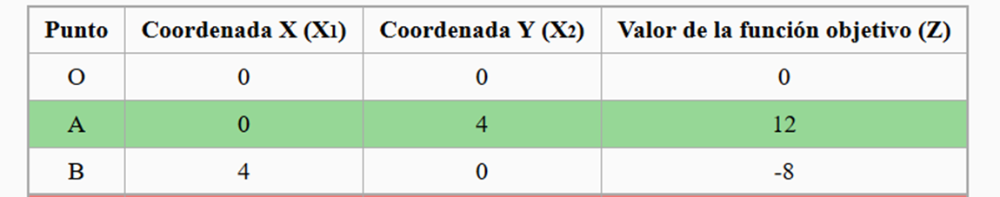 Punto Coordenada X (X1) Coordenada Y (X2) Valor de la función objetivo (Z)
O 0 0 0
A 0 4 12
B 4 0 -8